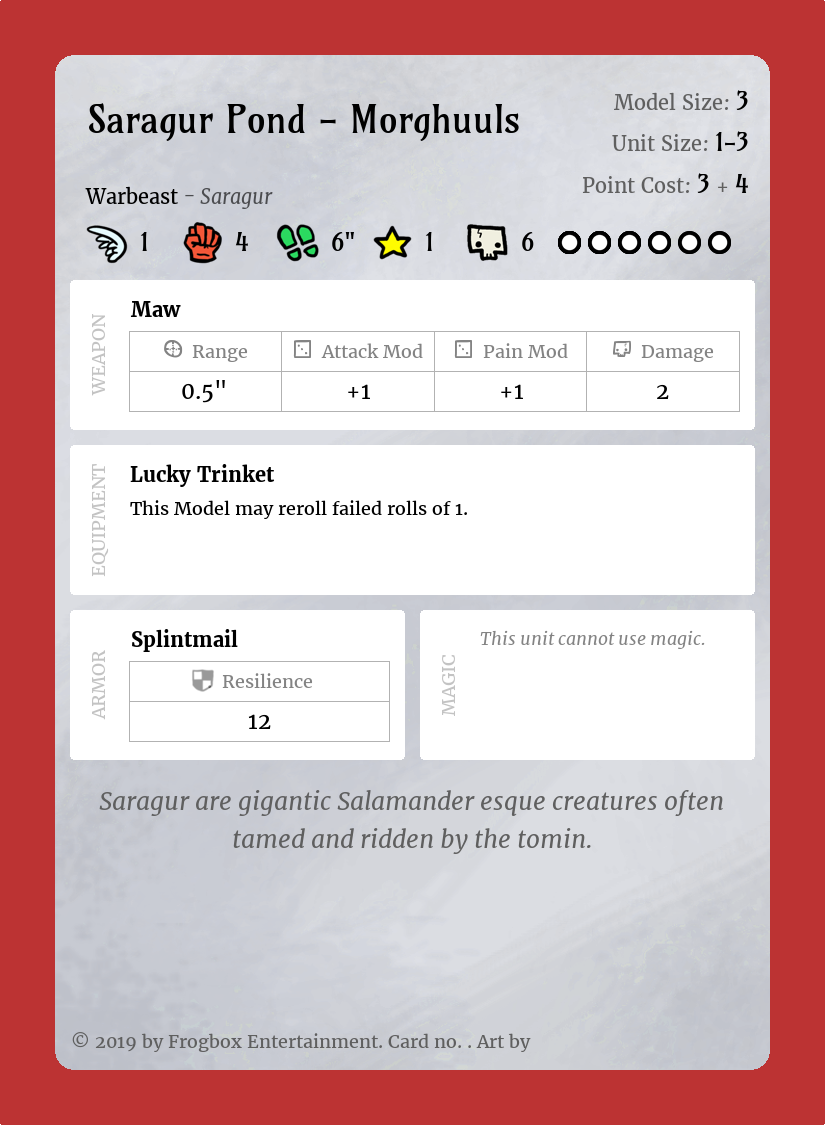 Saragur Pond – Morghuuls
Model Size: 3
Unit Size: 1–3
Point Cost: 3 + 4
Warbeast – Saragur
1 4 6" 1 6
WEAPON
Maw
Range Attack Mod Pain Mod Damage
0.5" +1 +1 2
EQUIPMENT
Lucky Trinket
This Model may reroll failed rolls of 1.
ARMOR
Splintmail
Resilience
12
MAGIC
This unit cannot use magic.
Saragur are gigantic Salamander esque creatures often
tamed and ridden by the tomin.
© 2019 by Frogbox Entertainment. Card no. . Art by